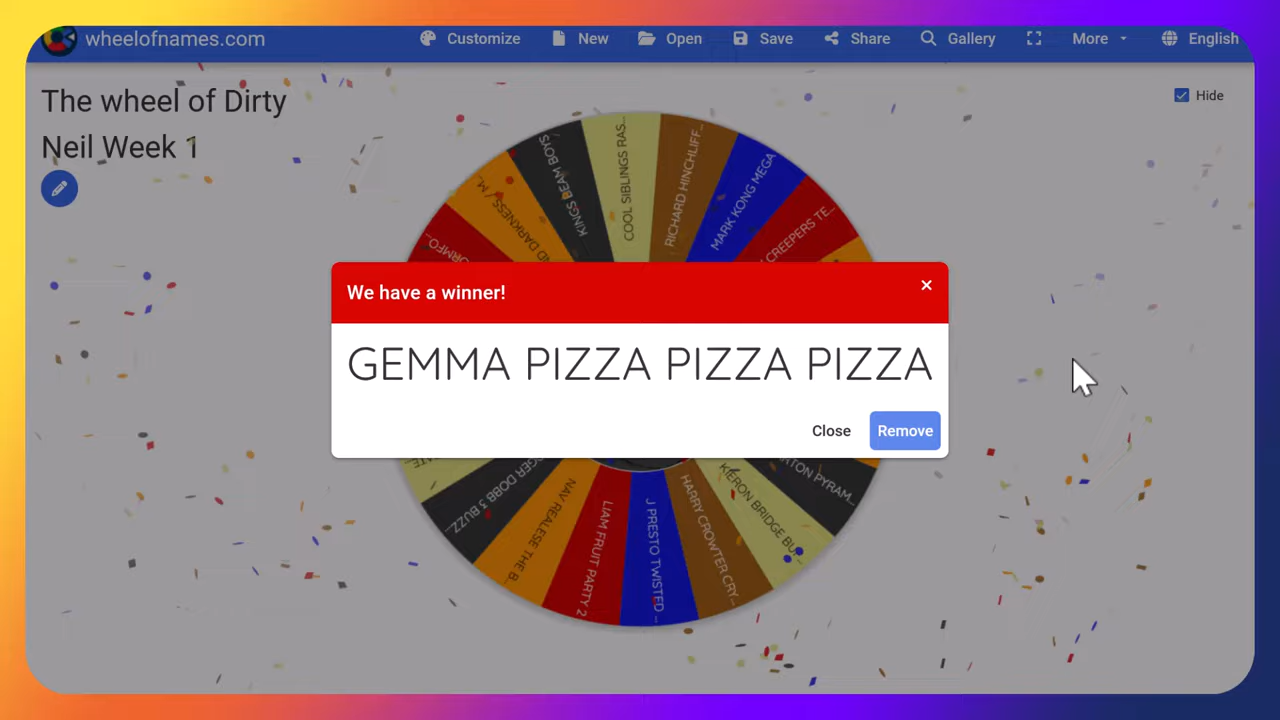 wheelofnames.com
Customize
New
Open
Save
Share
Gallery
More
English
The wheel of Dirty
Neil Week 1
Hide
KINGS BEAM BOYS
COOL SIBLINGS RAS...
RICHARD HINCHLIFF...
MARK KONG MEGA
CREEPERS TE...
DARKNESS / M...
We have a winner!
GEMMA PIZZA PIZZA PIZZA
Close
Remove
DOBB 3 BUZZ...
NAV REALESE THE B...
LIAM FRUIT PARTY 2
J PRESTO TWISTED ...
HARRY CROWTER CRY...
KIERON BRIDGE BU...
PYRAM...